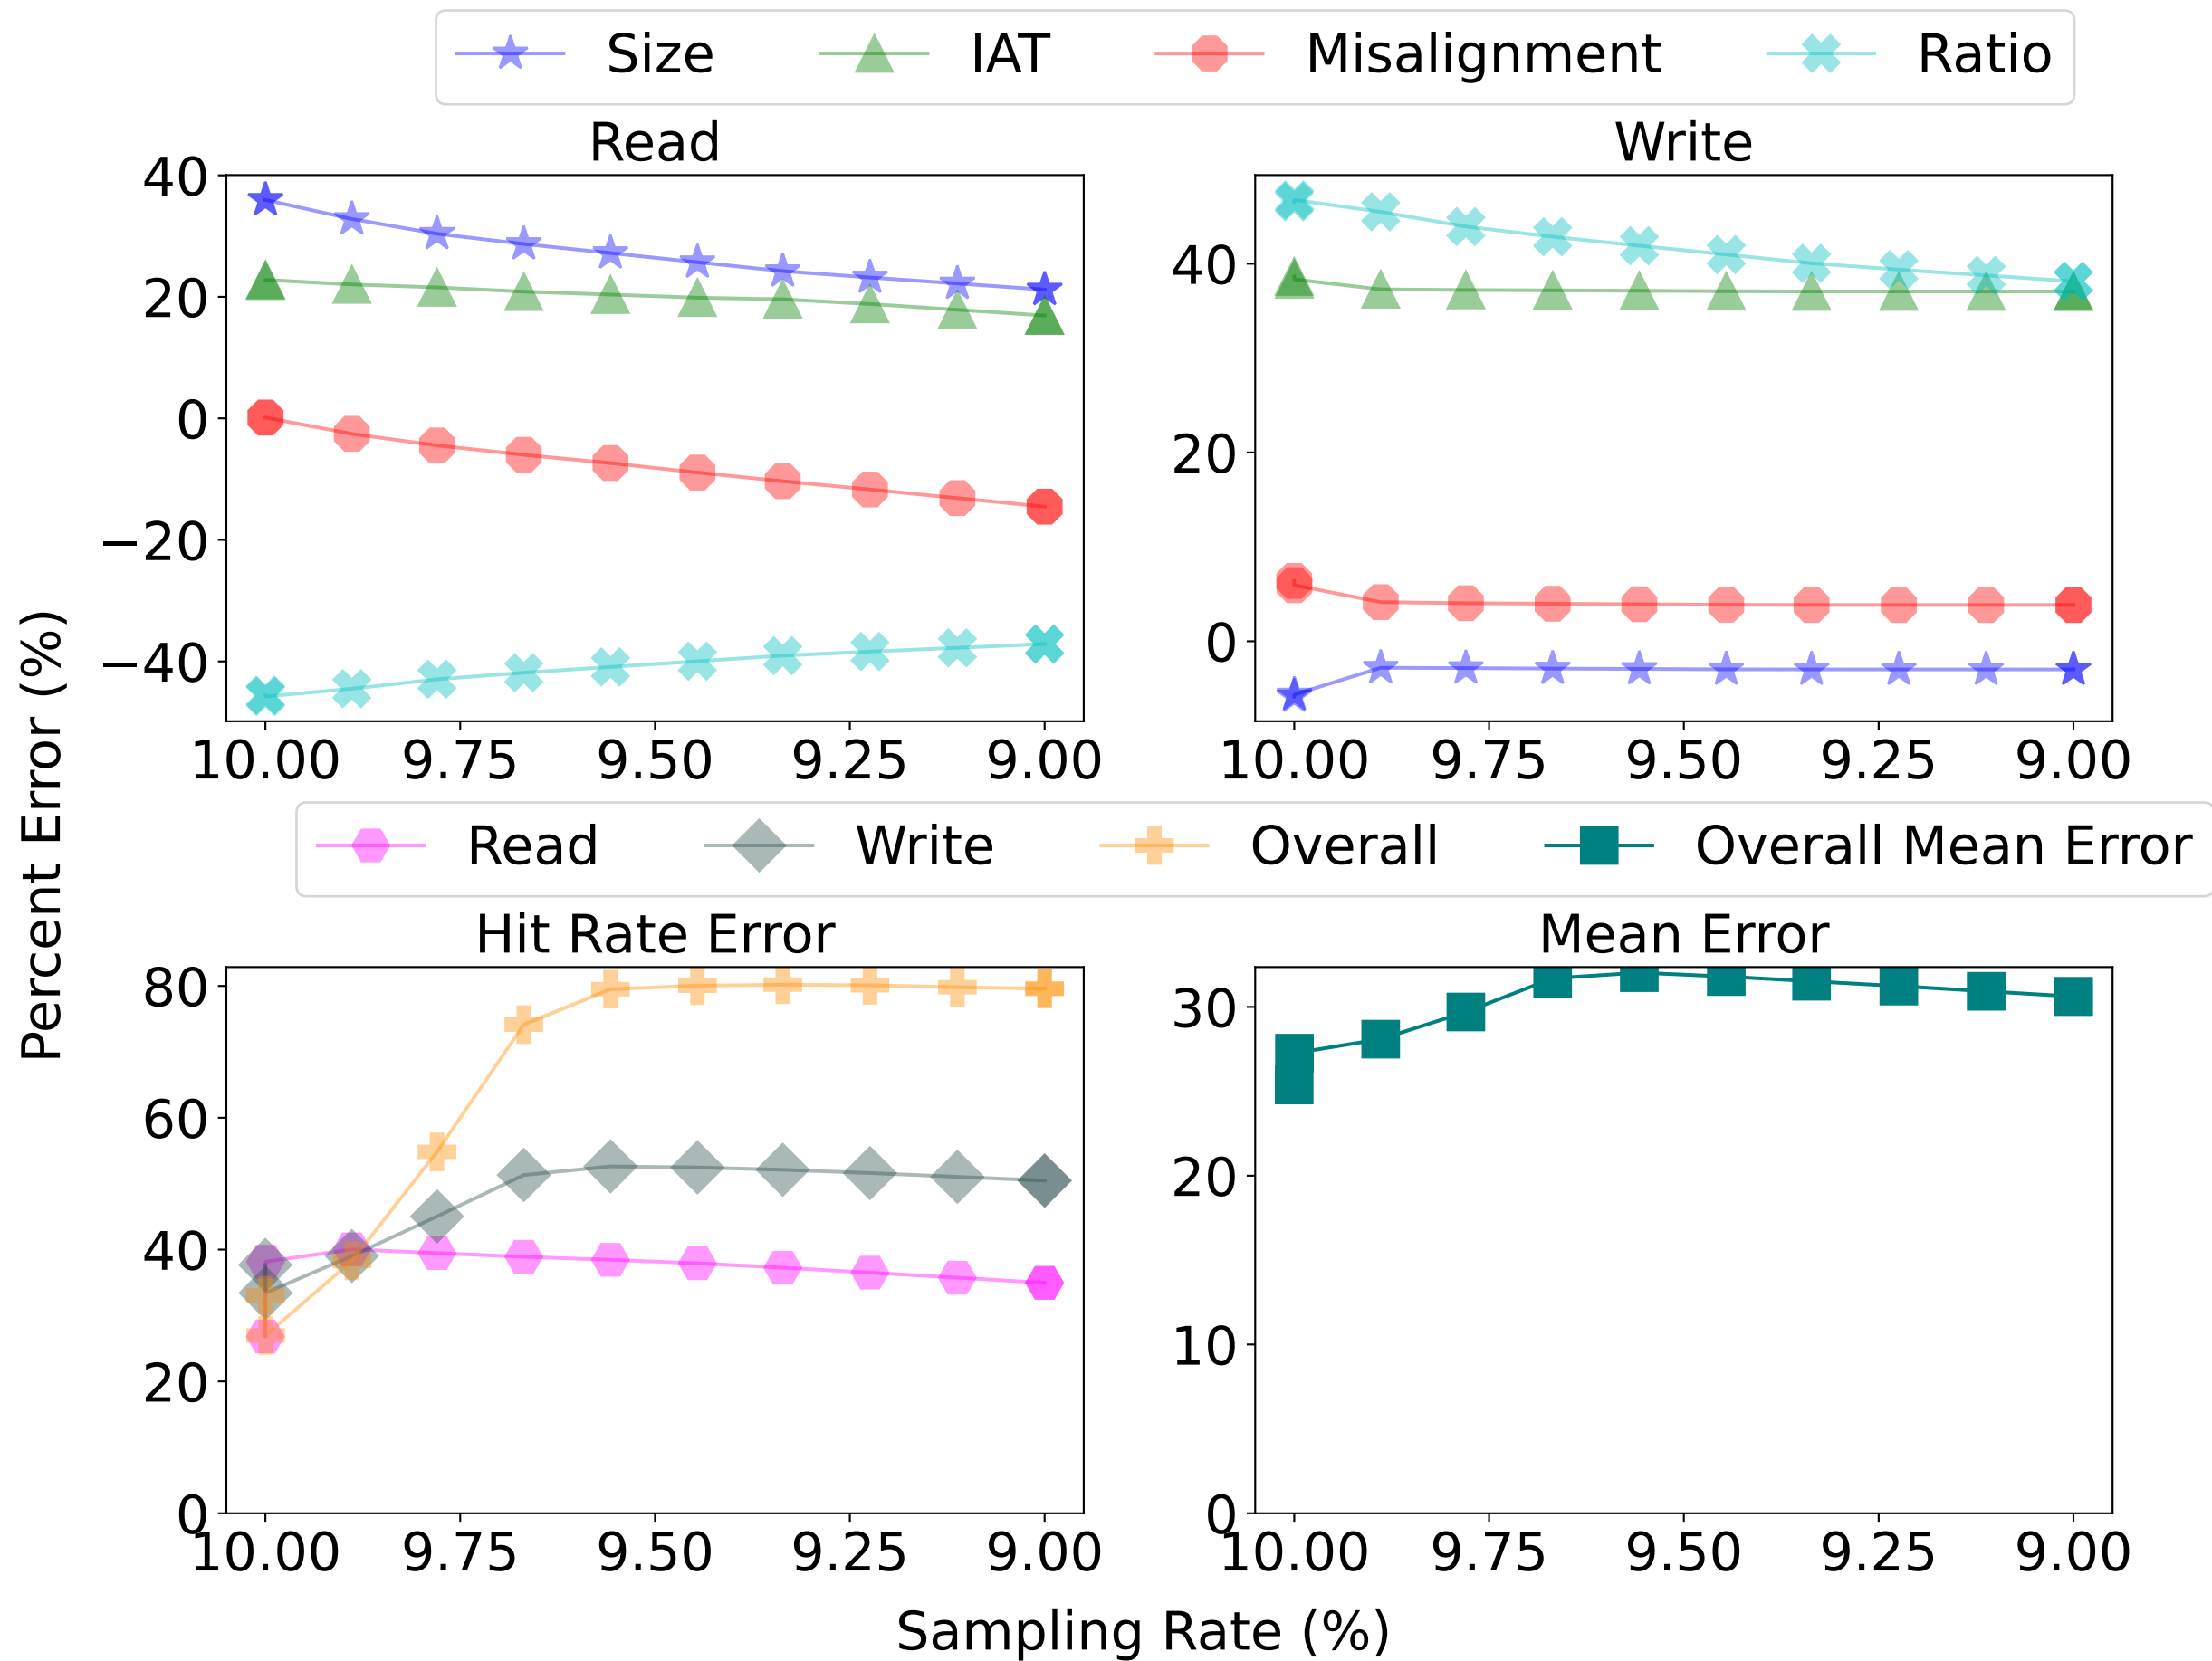 Size IAT Misalignment Ratio
Read Write
40
20
0
−20
−40
40
20
0
10.00 9.75 9.50 9.25 9.00
10.00 9.75 9.50 9.25 9.00
Percent Error (%)
Read Write Overall Overall Mean Error
Hit Rate Error Mean Error
80
60
40
20
0
30
20
10
0
10.00 9.75 9.50 9.25 9.00
10.00 9.75 9.50 9.25 9.00
Sampling Rate (%)